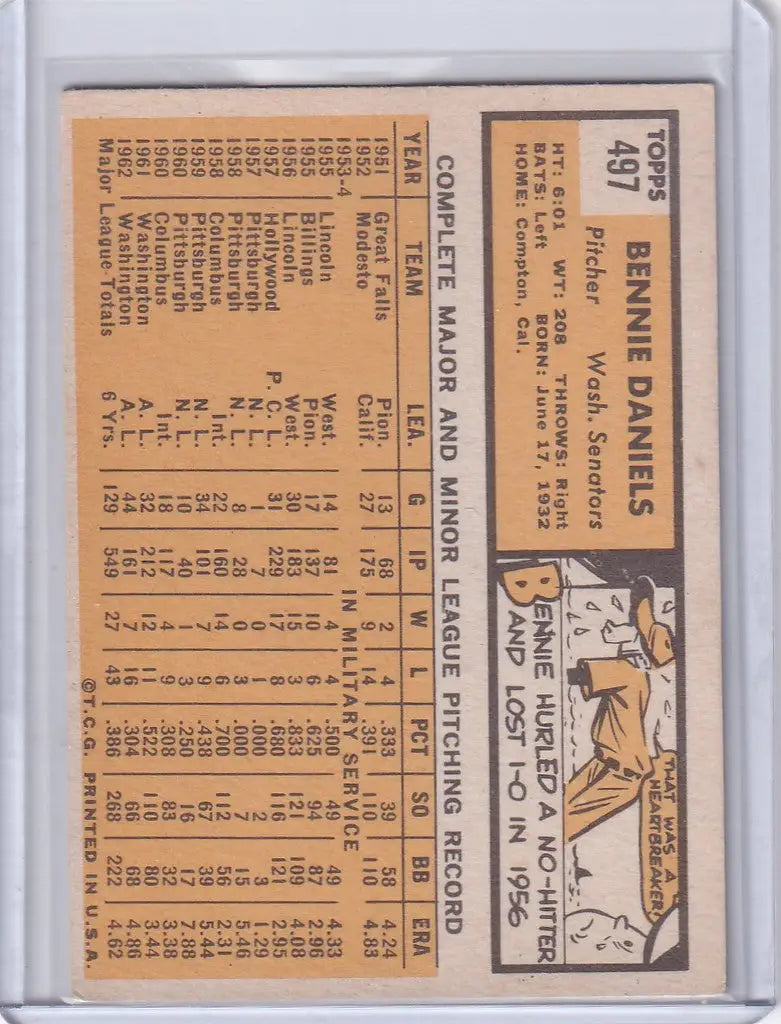 TOPPS
497
BENNIE DANIELS
Pitcher Wash. Senators
HT: 6:01 WT: 208 THROWS: Right
BATS: Left BORN: June 17, 1932
HOME: Compton, Cal.
THAT WAS A
HEARTBREAKER!
BENNIE HURLED A NO-HITTER
AND LOST 1-0 IN 1956
COMPLETE MAJOR AND MINOR LEAGUE PITCHING RECORD
YEAR TEAM LEA. G IP W L PCT SO BB ERA
1951 Great Falls Pion. 13 68 2 4 .333 39 58 4.24
1952 Modesto Calif. 27 175 9 14 .391 110 110 4.83
1953-4 IN MILITARY SERVICE
1955 Lincoln West. 14 81 4 4 .500 49 49 4.33
1955 Billings Pion. 17 137 10 6 .625 94 87 2.96
1956 Lincoln West. 30 183 15 3 .833 121 109 4.08
1957 Hollywood P. C. L. 31 229 17 8 .680 116 121 2.95
1957 Pittsburgh N. L. 1 7 0 1 .000 2 3 1.29
1958 Pittsburgh N. L. 8 28 0 3 .000 7 15 5.46
1958 Columbus Int. 22 160 14 6 .700 112 56 2.31
1959 Pittsburgh N. L. 34 101 7 9 .438 67 39 5.44
1960 Pittsburgh N. L. 10 40 1 3 .250 16 17 7.88
1960 Columbus Int. 18 117 4 9 .308 83 32 3.38
1961 Washington A. L. 32 212 12 11 .522 110 80 3.44
1962 Washington A. L. 44 161 7 16 .304 66 68 4.86
Major League Totals 6 Yrs. 129 549 27 43 .386 268 222 4.62
©T.C.G. PRINTED IN U.S.A.